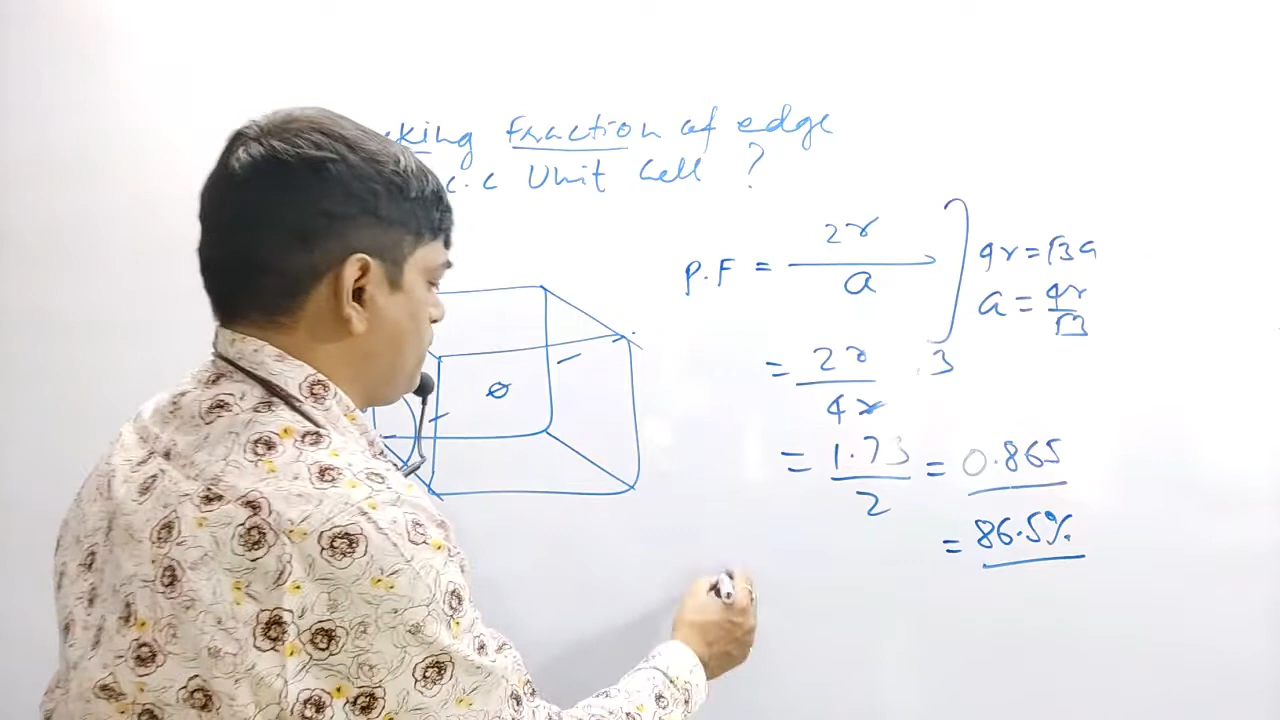 king Fraction of edge
c.c Unit Cell ?
P.F = 2r / a
4r = √3a
a = 4r / √3
= 2r / 4r 3
= 1.73 / 2 = 0.865
= 86.5%